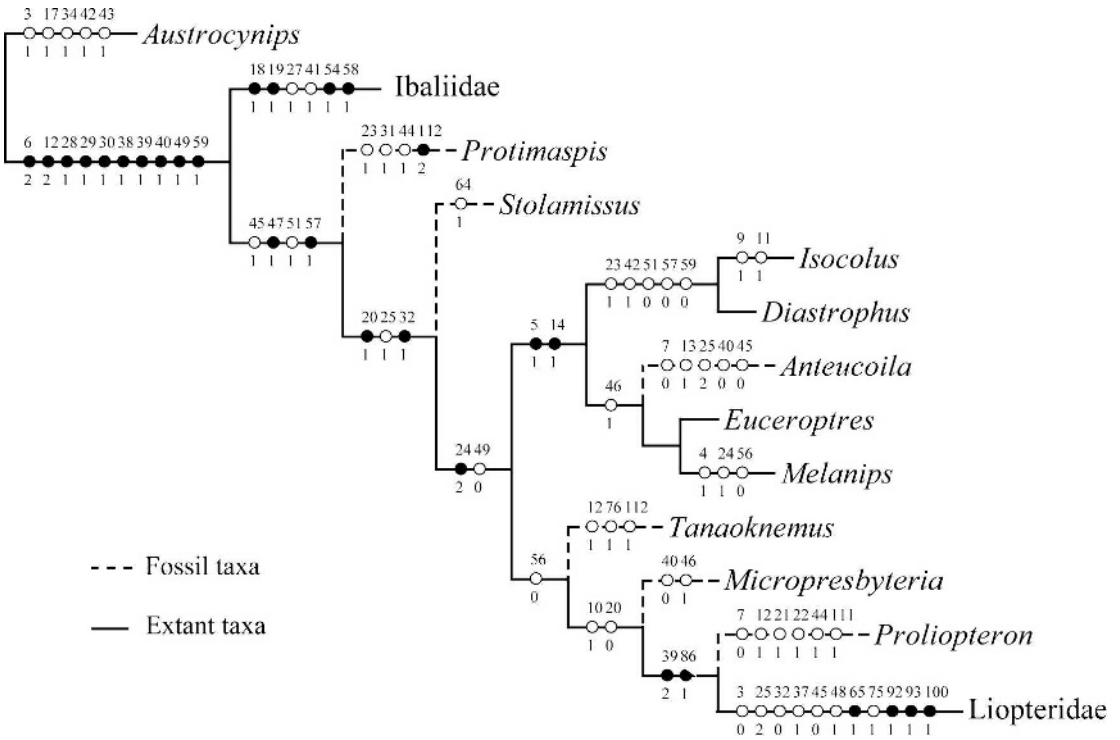 3 17 34 42 43
1 1 1 1 1
Austrocynips
18 19 27 41 54 58
1 1 1 1 1 1
Ibaliidae
6 12 28 29 30 38 39 40 49 59
2 2 1 1 1 1 1 1 1 1
23 31 44 112
1 1 1 2
Protimaspis
64
1
Stolamissus
45 47 51 57
1 1 1 1
9 11
1 1
Isocolus
23 42 51 57 59
1 1 0 0 0
Diastrophus
20 25 32
1 1 1
5 14
1 1
7 13 25 40 45
0 1 2 0 0
Anteucoila
46
1
Euceroptres
4 24 56
1 1 0
Melanips
24 49
2 0
12 76 112
1 1 1
Tanaoknemus
56
0
40 46
0 1
Micropresbyteria
Fossil taxa
Extant taxa
10 20
1 0
7 12 21 22 44 111
0 1 1 1 1 1
Proliopteron
39 86
2 1
3 25 32 37 45 48 65 75 92 93 100
0 2 0 1 0 1 1 1 1 1 1
Liopteridae